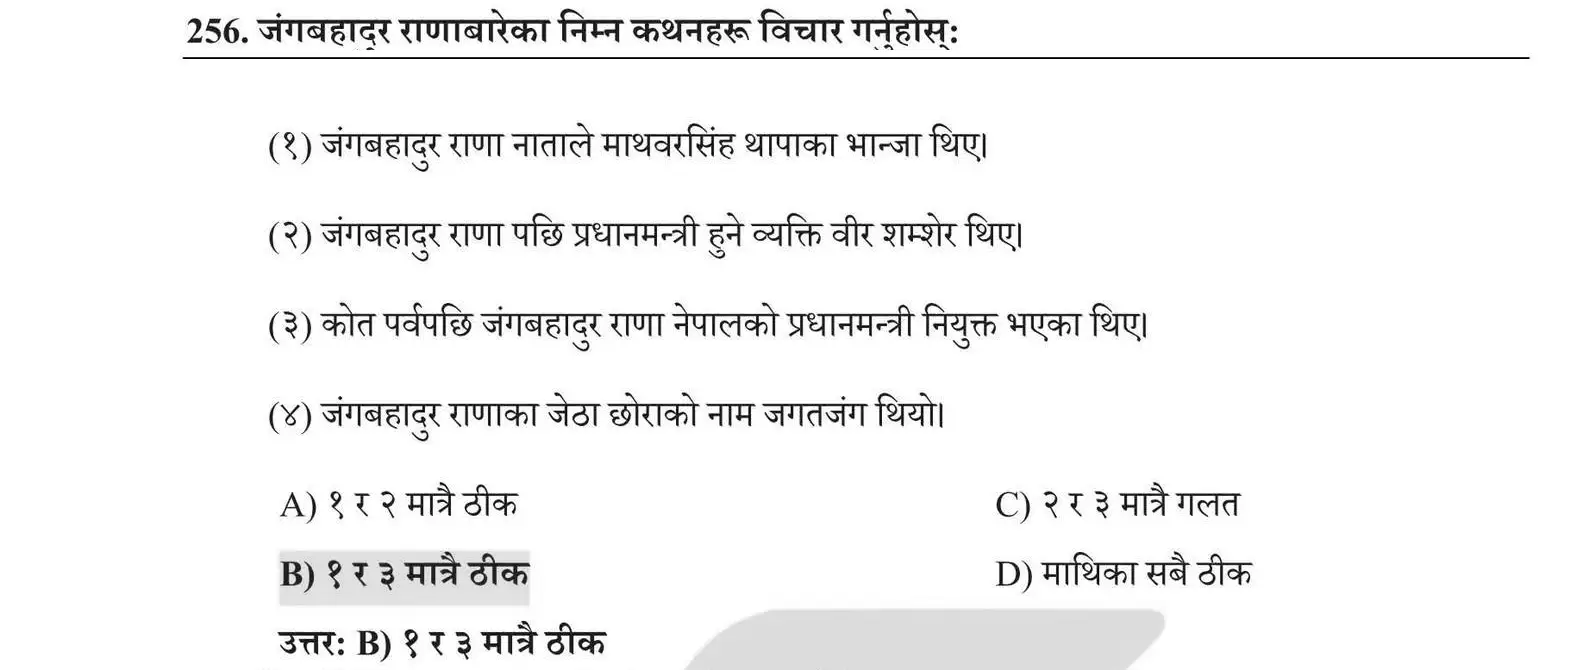 256. जंगबहादुर राणाबारेका निम्न कथनहरू विचार गर्नुहोस्:
(१) जंगबहादुर राणा नाताले माथवरसिंह थापाका भान्जा थिए।
(२) जंगबहादुर राणा पछि प्रधानमन्त्री हुने व्यक्ति वीर शम्शेर थिए।
(३) कोत पर्वपछि जंगबहादुर राणा नेपालको प्रधानमन्त्री नियुक्त भएका थिए।
(४) जंगबहादुर राणाका जेठा छोराको नाम जगतजंग थियो।
A) १ र २ मात्रै ठीक
C) २ र ३ मात्रै गलत
B) १ र ३ मात्रै ठीक
D) माथिका सबै ठीक
उत्तर: B) १ र ३ मात्रै ठीक